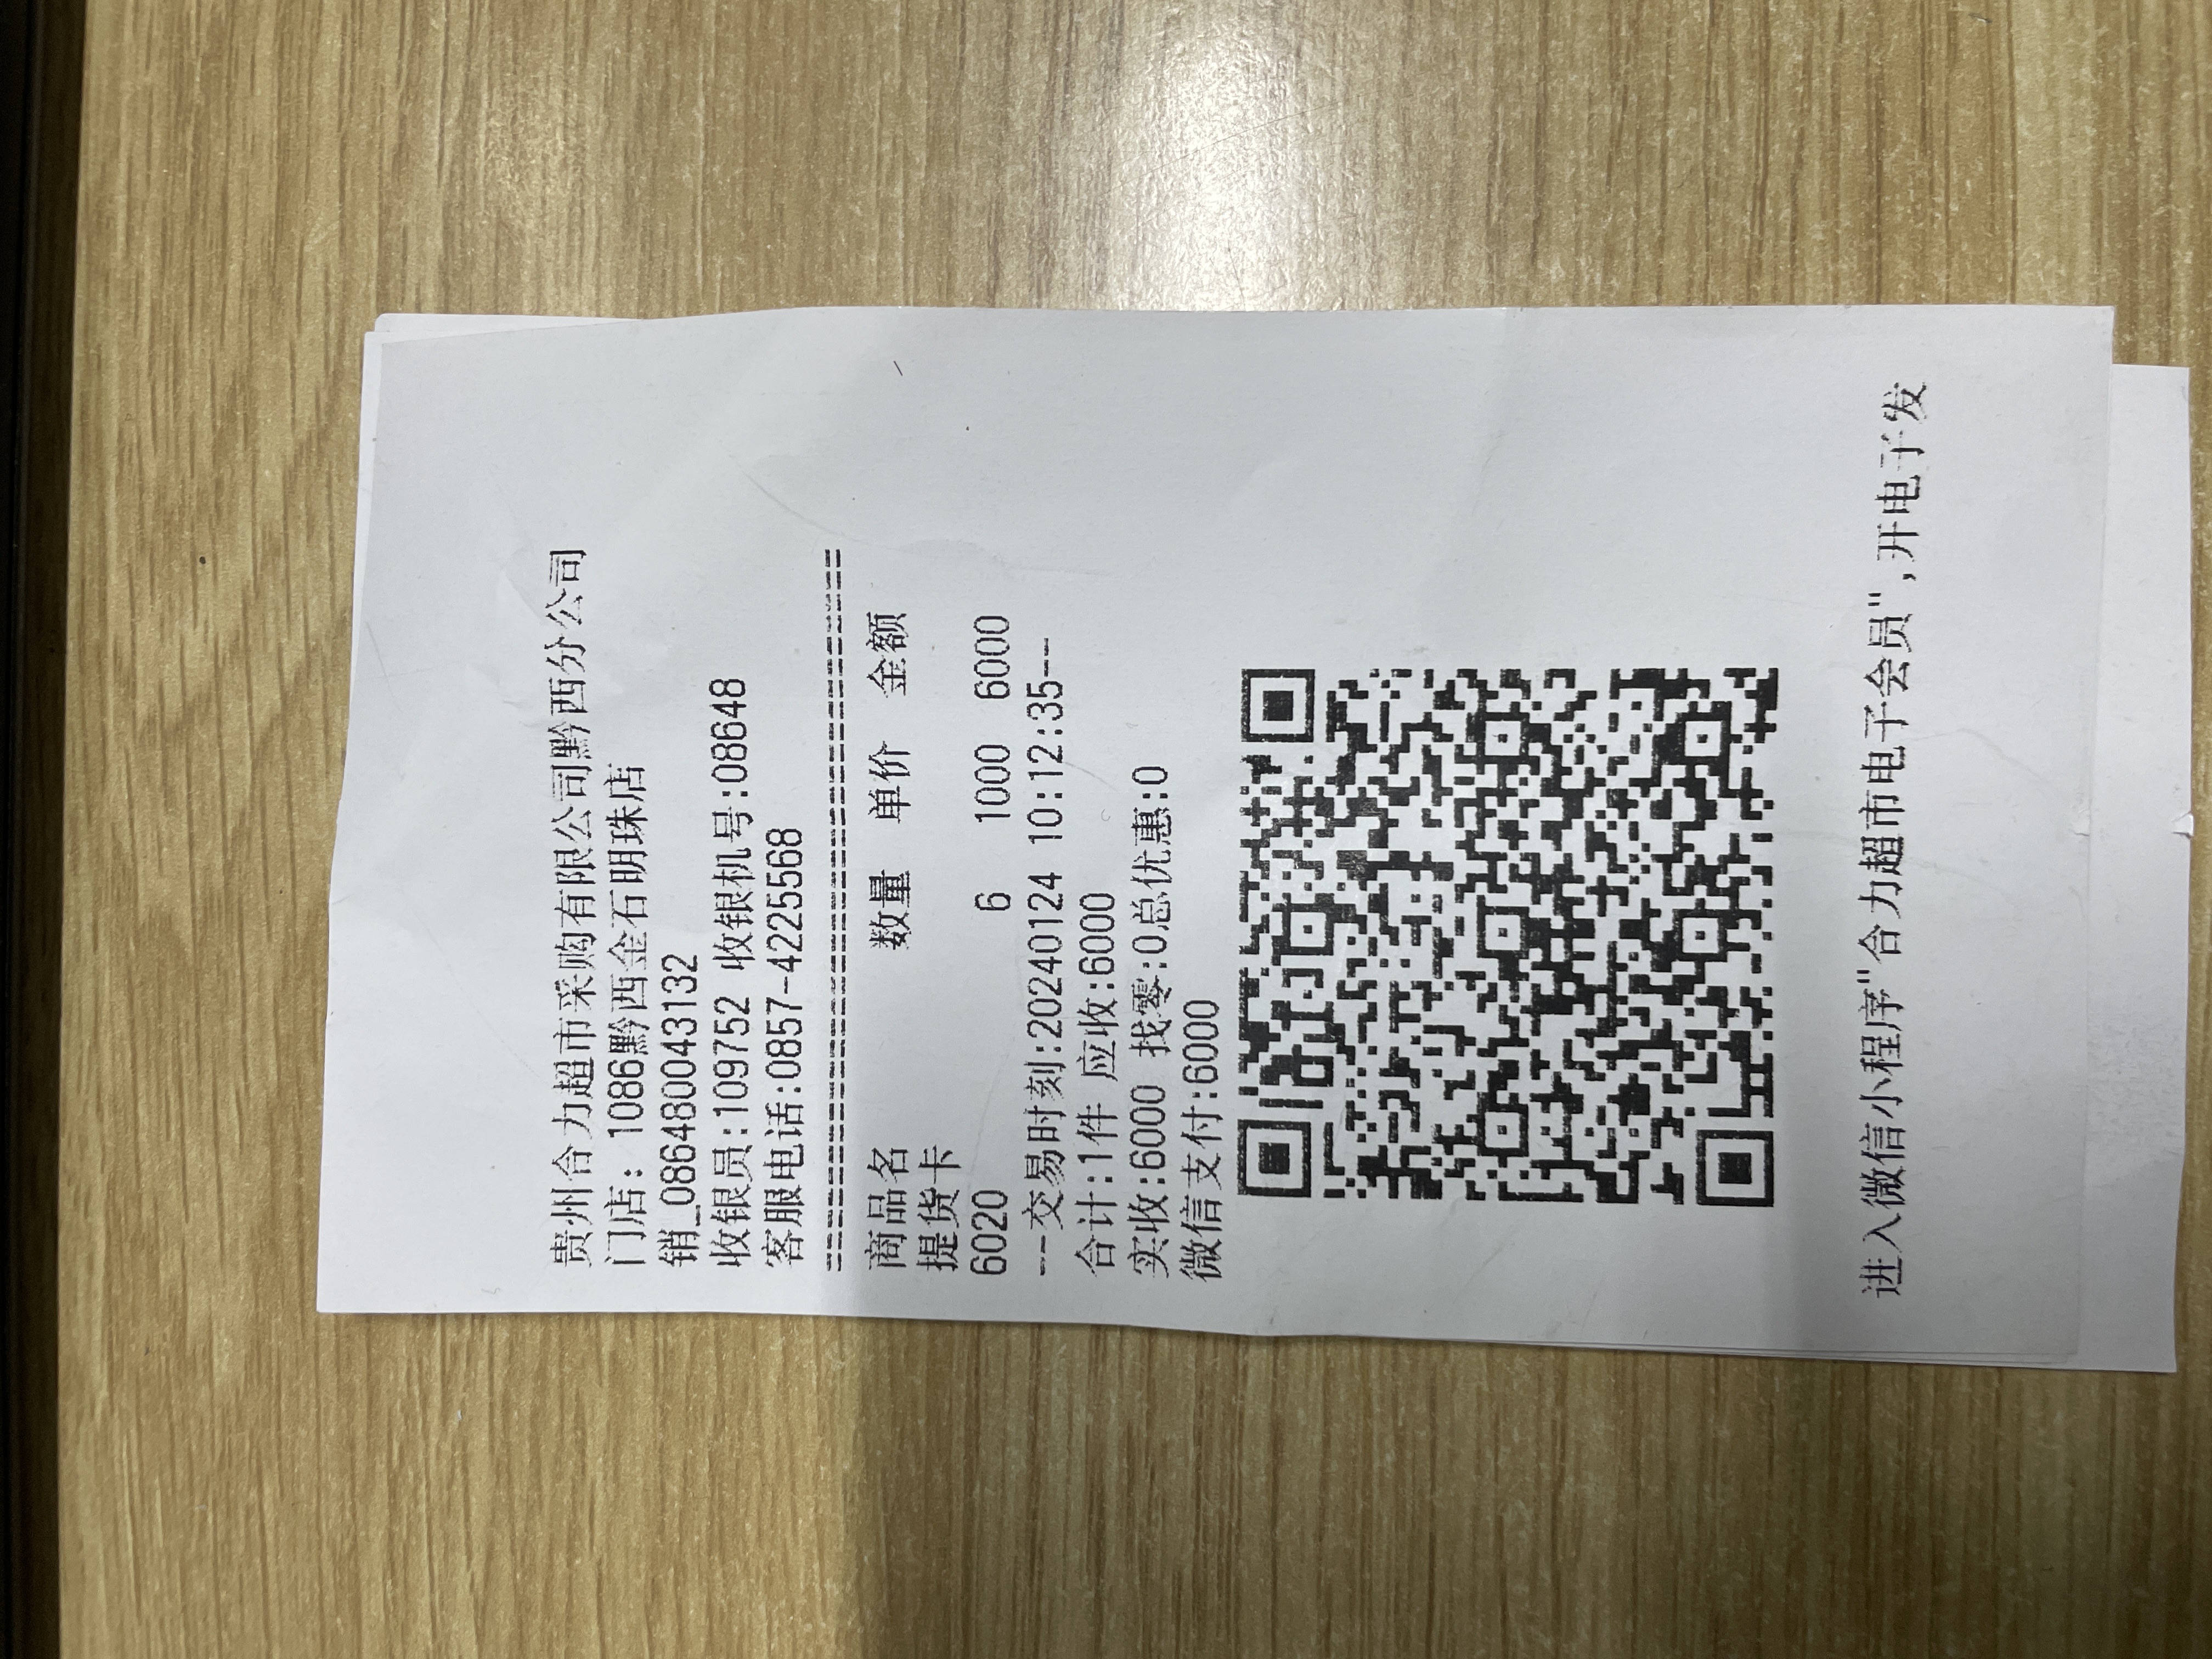 贵州合力超市采购有限公司黔西分公司
门店: 1086黔西金石明珠店
销_086480043132
收银员:109752 收银机号:08648
客服电话:0857-4225568
================================
商品名 数量 单价 金额
提货卡
6020 6 1000 6000
--交易时刻:20240124 10:12:35--
合计:1件 应收:6000
实收:6000 找零:0总优惠:0
微信支付:6000
进入微信小程序"合力超市电子会员",开电子发